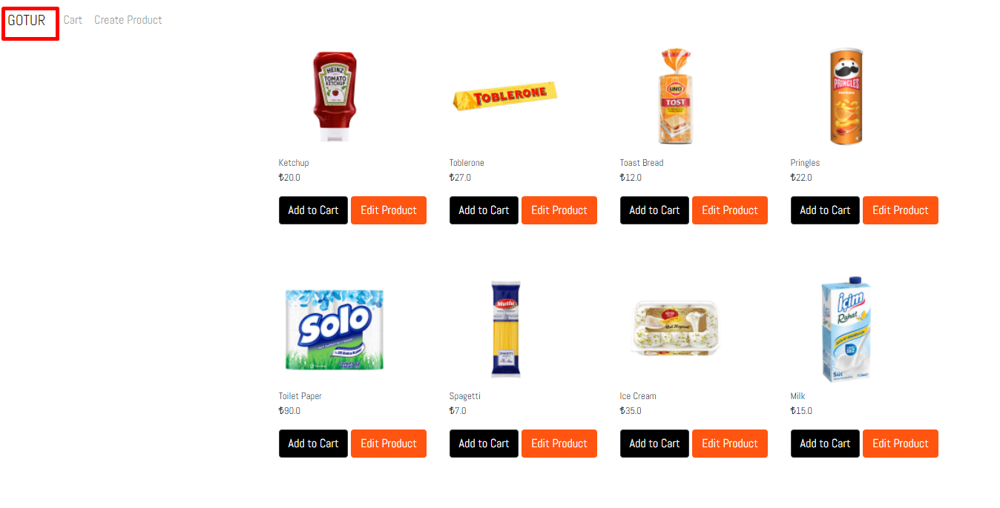 GOTUR Cart Create Product
HEINZ
TOMATO
KETCHUP
TOBLERONE
UNO
TOST
PRINGLES
PAPRIKA
Ketchup
₺20.0
Toblerone
₺27.0
Toast Bread
₺12.0
Pringles
₺22.0
Add to Cart Edit Product
Add to Cart Edit Product
Add to Cart Edit Product
Add to Cart Edit Product
Solo
Mutlu
SPAGETTI
içim
Rahat
Süt
Toilet Paper
₺90.0
Spagetti
₺7.0
Ice Cream
₺35.0
Milk
₺15.0
Add to Cart Edit Product
Add to Cart Edit Product
Add to Cart Edit Product
Add to Cart Edit Product